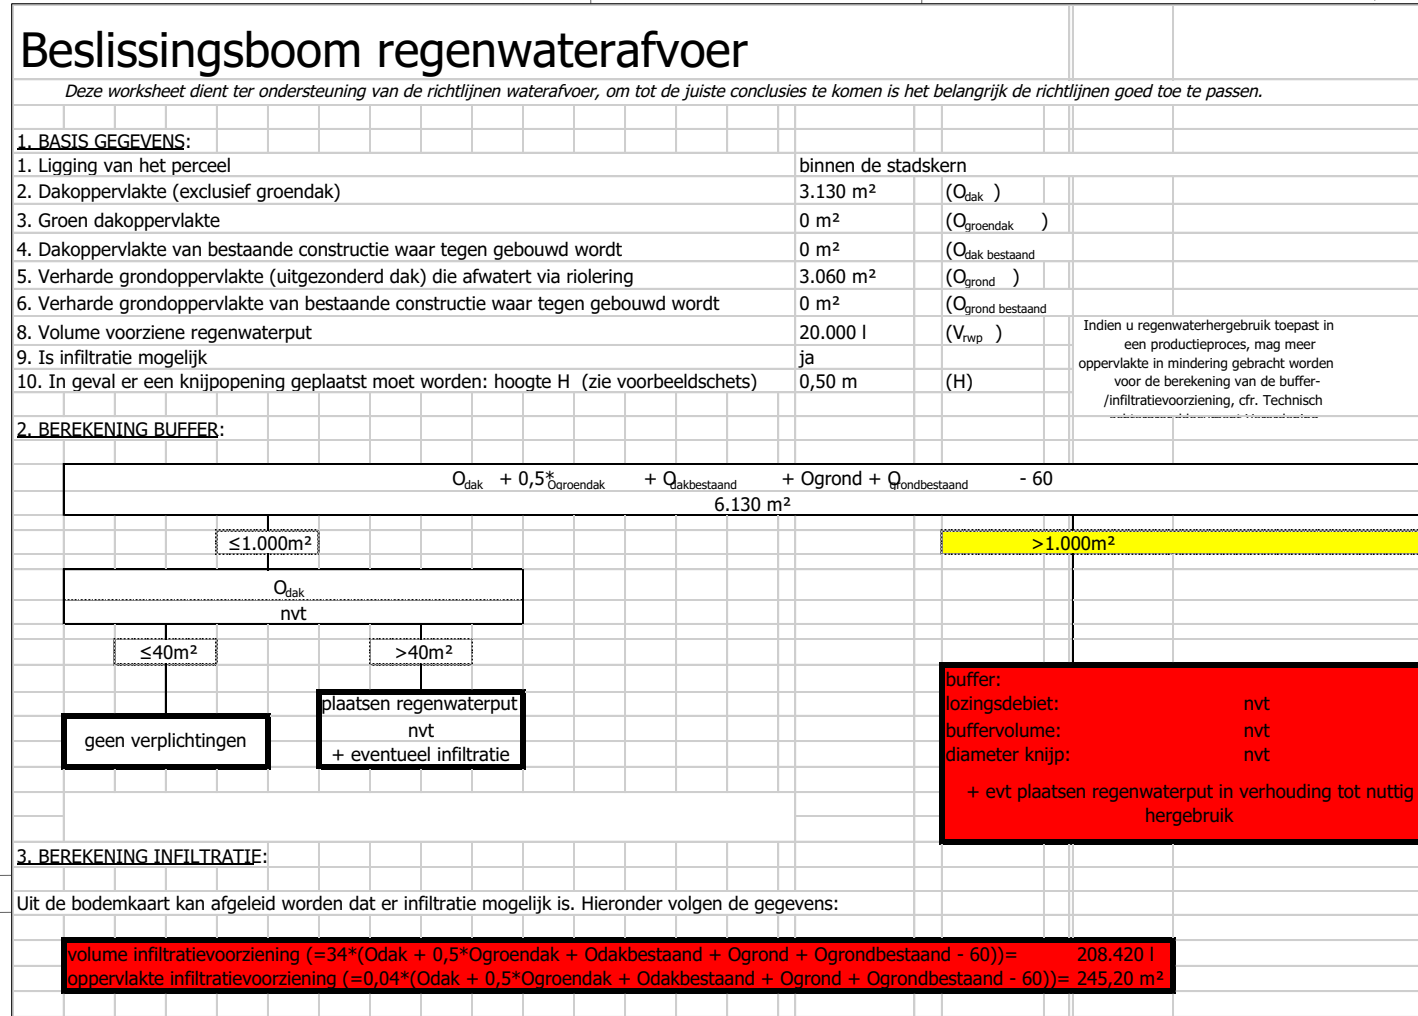 Beslissingsboom regenwaterafvoer
Deze worksheet dient ter ondersteuning van de richtlijnen waterafvoer, om tot de juiste conclusies te komen is het belangrijk de richtlijnen goed toe te passen.
1. BASIS GEGEVENS:
1. Ligging van het perceel binnen de stadskern
2. Dakoppervlakte (exclusief groendak) 3.130 m² (Odak )
3. Groen dakoppervlakte 0 m² (Ogroendak )
4. Dakoppervlakte van bestaande constructie waar tegen gebouwd wordt 0 m² (Odak bestaand
5. Verharde grondoppervlakte (uitgezonderd dak) die afwatert via riolering 3.060 m² (Ogrond )
6. Verharde grondoppervlakte van bestaande constructie waar tegen gebouwd wordt 0 m² (Ogrond bestaand
8. Volume voorziene regenwaterput 20.000 l (Vrwp )
9. Is infiltratie mogelijk ja
10. In geval er een knijpopening geplaatst moet worden: hoogte H (zie voorbeeldschets) 0,50 m (H)
Indien u regenwaterhergebruik toepast in
een productieproces, mag meer
oppervlakte in mindering gebracht worden
voor de berekening van de buffer-
/infiltratievoorziening, cfr. Technisch
2. BEREKENING BUFFER:
Odak + 0,5*Ogroendak + Odakbestaand + Ogrond + Ogrondbestaand - 60
6.130 m²
≤1.000m² >1.000m²
Odak
nvt
≤40m² >40m²
geen verplichtingen
plaatsen regenwaterput
nvt
+ eventueel infiltratie
buffer:
lozingsdebiet: nvt
buffervolume: nvt
diameter knijp: nvt
+ evt plaatsen regenwaterput in verhouding tot nuttig
hergebruik
3. BEREKENING INFILTRATIE:
Uit de bodemkaart kan afgeleid worden dat er infiltratie mogelijk is. Hieronder volgen de gegevens:
volume infiltratievoorziening (=34*(Odak + 0,5*Ogroendak + Odakbestaand + Ogrond + Ogrondbestaand - 60))= 208.420 l
oppervlakte infiltratievoorziening (=0,04*(Odak + 0,5*Ogroendak + Odakbestaand + Ogrond + Ogrondbestaand - 60))= 245,20 m²